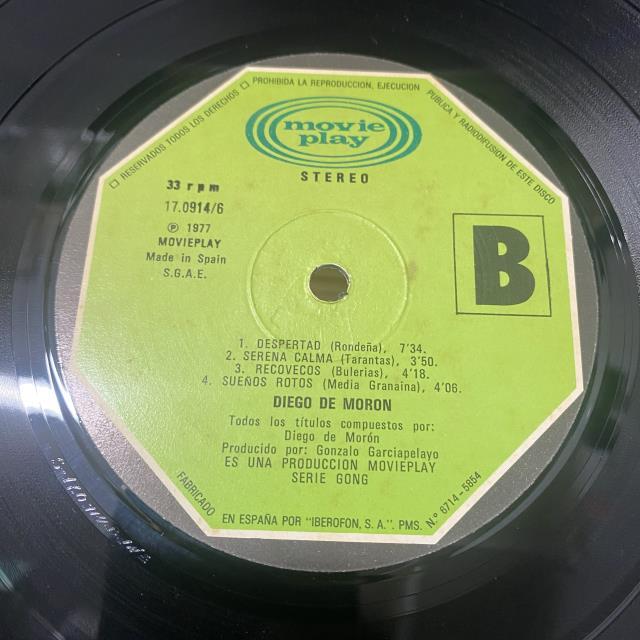 □ RESERVADOS TODOS LOS DERECHOS □ PROHIBIDA LA REPRODUCCION, EJECUCION PUBLICA Y RADIODIFUSION DE ESTE DISCO □
movie
play
STEREO
33 rpm
17.0914/6
Ⓟ 1977
MOVIEPLAY
Made in Spain
S.G.A.E.
B
1. DESPERTAD (Rondeña), 7'34.
2. SERENA CALMA (Tarantas), 3'50.
3. RECOVECOS (Bulerias), 4'18.
4. SUEÑOS ROTOS (Media Granaina), 4'06.
DIEGO DE MORON
Todos los títulos compuestos por:
Diego de Morón
Producido por: Gonzalo Garciapelayo
ES UNA PRODUCCION MOVIEPLAY
SERIE GONG
FABRICADO EN ESPAÑA POR "IBEROFON, S. A." PMS. N.º 6714-5854